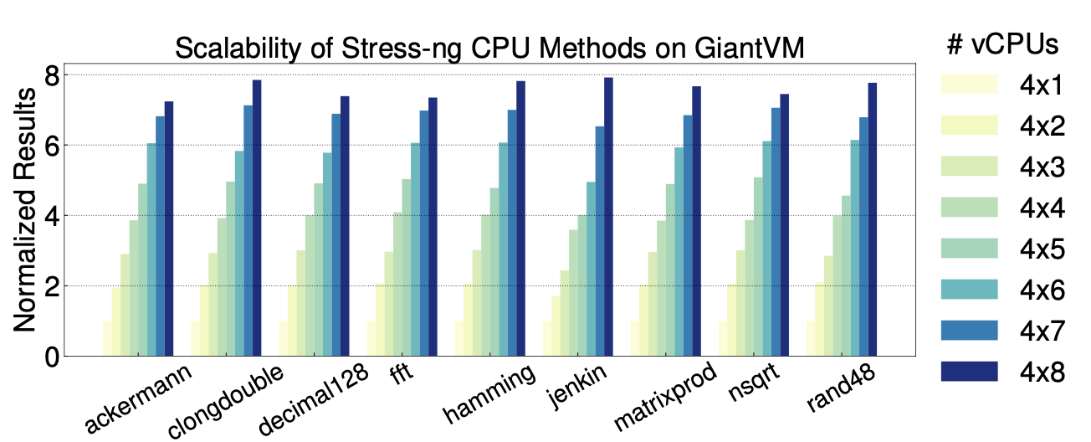 Scalability of Stress-ng CPU Methods on GiantVM
# vCPUs
Normalized Results
8
6
4
2
0
ackermann
clongdouble
decimal128
fft
hamming
jenkin
matrixprod
nsqrt
rand48
4x1
4x2
4x3
4x4
4x5
4x6
4x7
4x8